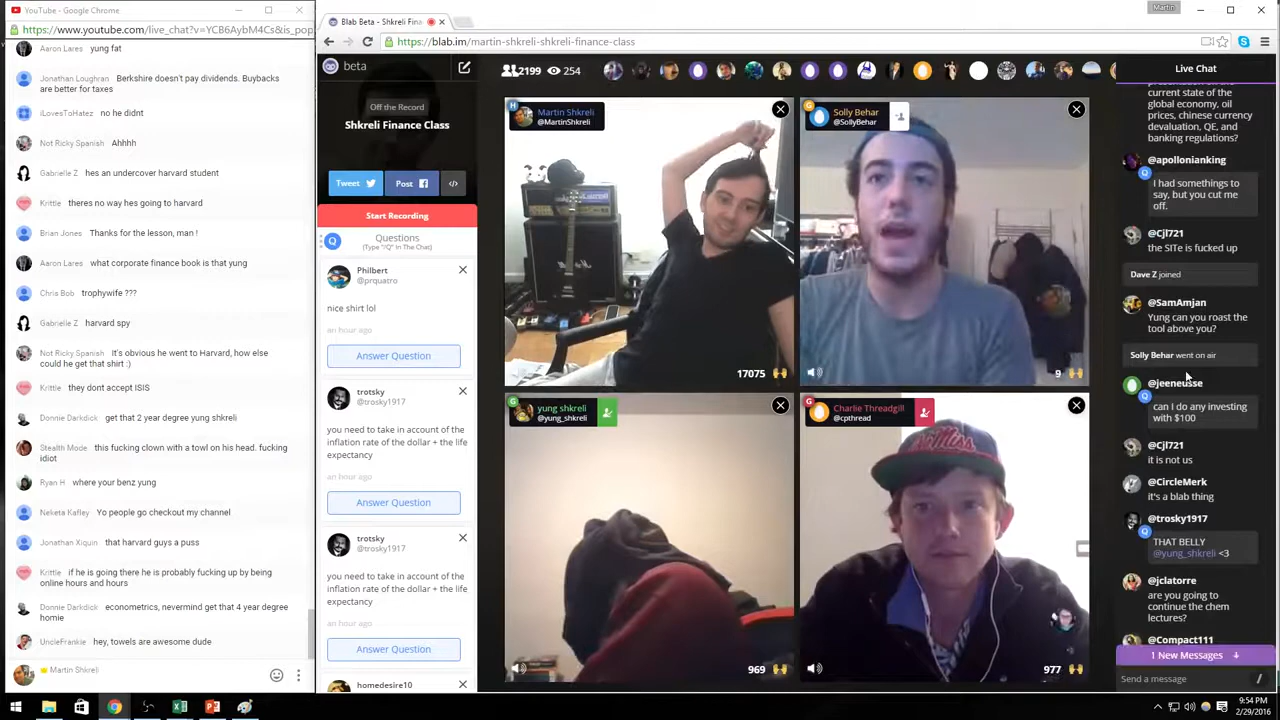 YouTube - Google Chrome
https://www.youtube.com/live_chat?v=YCB6AybM4Cs&is_pop
Aaron Lares yung fat
Jonathan Loughran Berkshire doesn't pay dividends. Buybacks
are better for taxes
iLovesToHatez no he didnt
Not Ricky Spanish Ahhhh
Gabrielle Z hes an undercover harvard student
Krittle theres no way hes going to harvard
Brian Jones Thanks for the lesson, man !
Aaron Lares what corporate finance book is that yung
Chris Bob trophywife ???
Gabrielle Z harvard spy
Not Ricky Spanish It's obvious he went to Harvard, how else
could he get that shirt :)
Krittle they dont accept ISIS
Donnie Darkdick get that 2 year degree yung shkreli
Stealth Mode this fucking clown with a towl on his head. fucking
idiot
Ryan H where your benz yung
Neketa Kafley Yo people go checkout my channel
Jonathan Xiquin that harvard guys a puss
Krittle if he is going there he is probably fucking up by being
online hours and hours
Donnie Darkdick econometrics, nevermind get that 4 year degree
homie
UncleFrankie hey, towels are awesome dude
Martin Shkreli
Martin
Blab Beta - Shkreli Fina
https://blab.im/martin-shkreli-shkreli-finance-class
beta
2199 254
Off the Record
Shkreli Finance Class
Tweet Post </>
Start Recording
Q Questions
(Type "/Q" In The Chat)
Philbert
@prquatro
nice shirt lol
an hour ago
Answer Question
trotsky
@trosky1917
you need to take in account of the
inflation rate of the dollar + the life
expectancy
an hour ago
Answer Question
trotsky
@trosky1917
you need to take in account of the
inflation rate of the dollar + the life
expectancy
an hour ago
Answer Question
homedesire10
H Martin Shkreli
@MartinShkreli
17075
G Solly Behar
@SollyBehar
9
G yung shkreli
@yung_shkreli
969
G Charlie Threadgill
@cpthread
Ole Miss
977
Live Chat
current state of the
global economy, oil
prices, chinese currency
devaluation, QE, and
banking regulations?
@apollonianking
Q I had somethings to
say, but you cut me
off.
@Cjl721
the SITe is fucked up
Dave Z joined
@SamAmjan
Yung can you roast the
tool above you?
Solly Behar went on air
@jeeneusse
Q can I do any investing
with $100
@Cjl721
it is not us
@CircleMerk
it's a blab thing
@trosky1917
Q THAT BELLY
@yung_shkreli <3
@jclatorre
are you going to
continue the chem
lectures?
@Compact111
1 New Messages
Send a message /
9:54 PM
2/29/2016